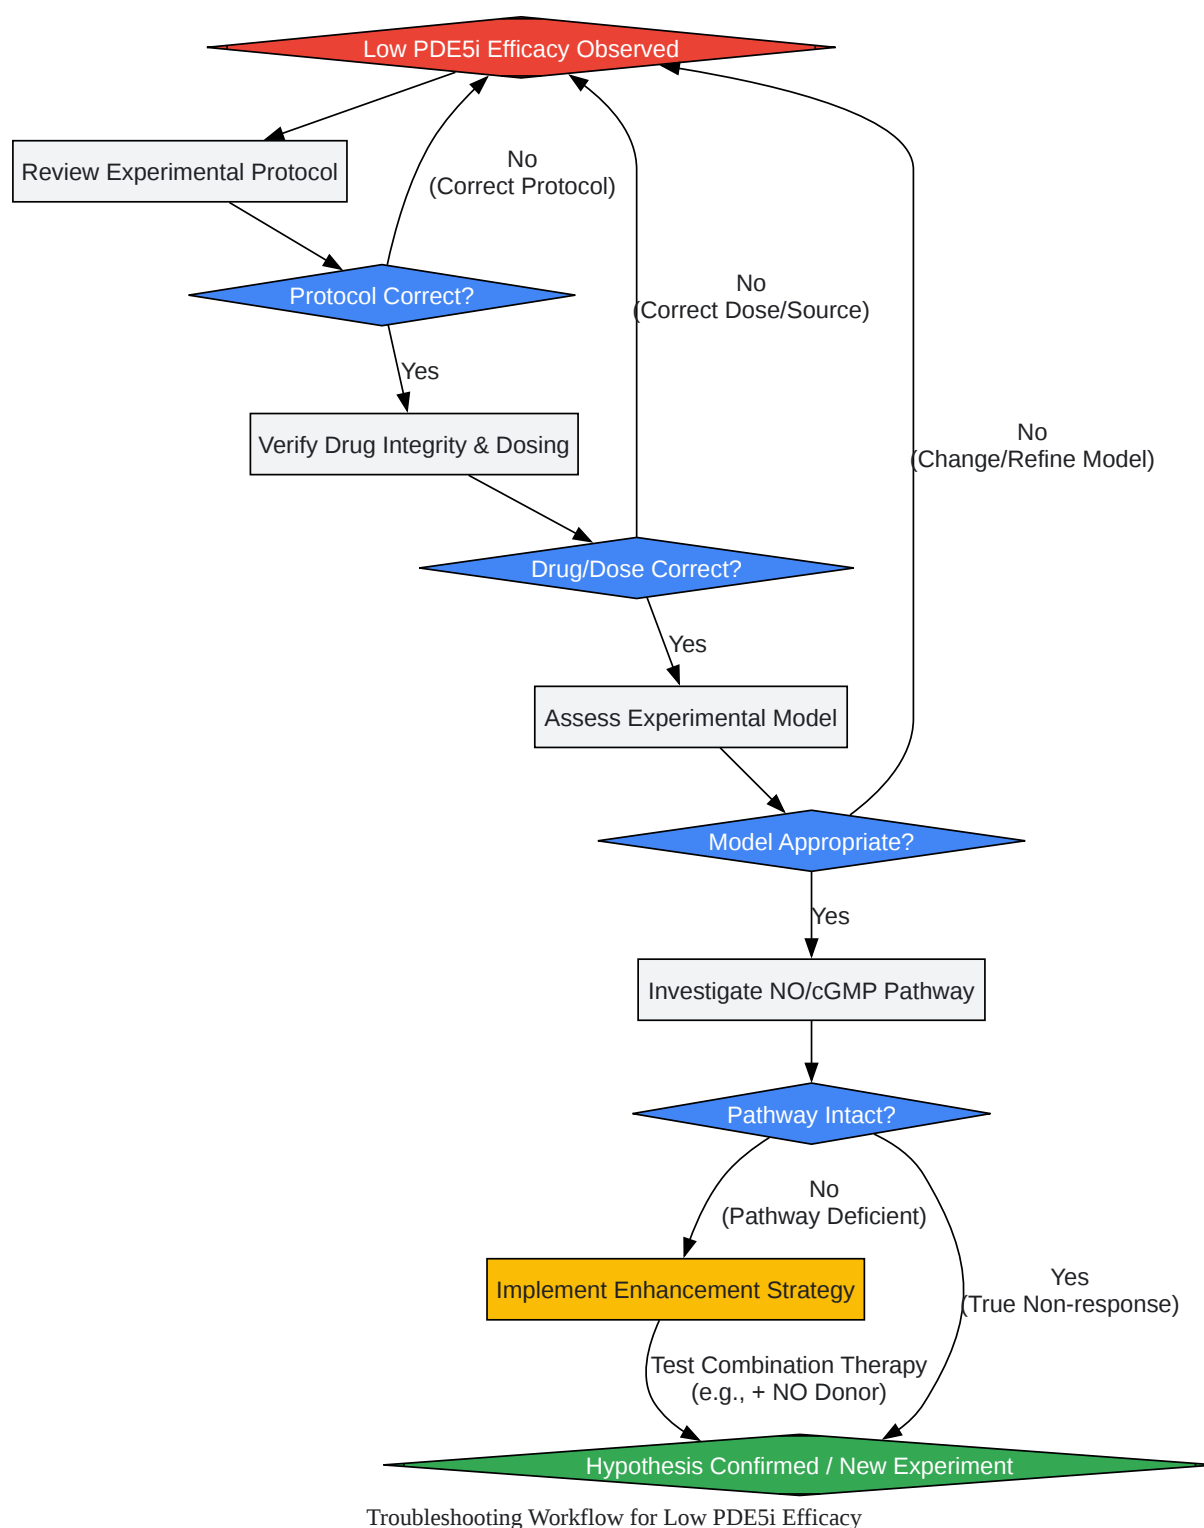 Low PDE5i Efficacy Observed
Review Experimental Protocol
No
(Correct Protocol)
Protocol Correct?
No
(Correct Dose/Source)
Yes
Verify Drug Integrity & Dosing
No
(Change/Refine Model)
Drug/Dose Correct?
Yes
Assess Experimental Model
Model Appropriate?
Yes
Investigate NO/cGMP Pathway
Pathway Intact?
No
(Pathway Deficient)
Implement Enhancement Strategy
Yes
(True Non-response)
Test Combination Therapy
(e.g., + NO Donor)
Hypothesis Confirmed / New Experiment
Troubleshooting Workflow for Low PDE5i Efficacy